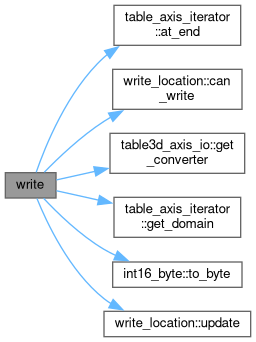 table_axis_iterator
::at_end
write_location::can
_write
table3d_axis_io::get
_converter
write
table_axis_iterator
::get_domain
int16_byte::to_byte
write_location::update